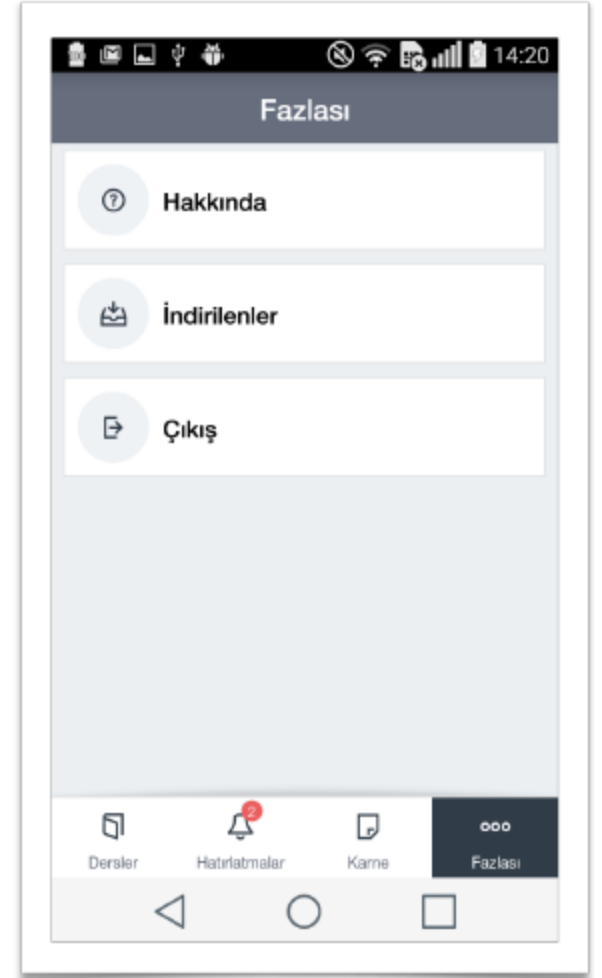 14:20
Fazlası
Hakkında
İndirilenler
Çıkış
2
Dersler
Hatırlatmalar
Karne
Fazlası